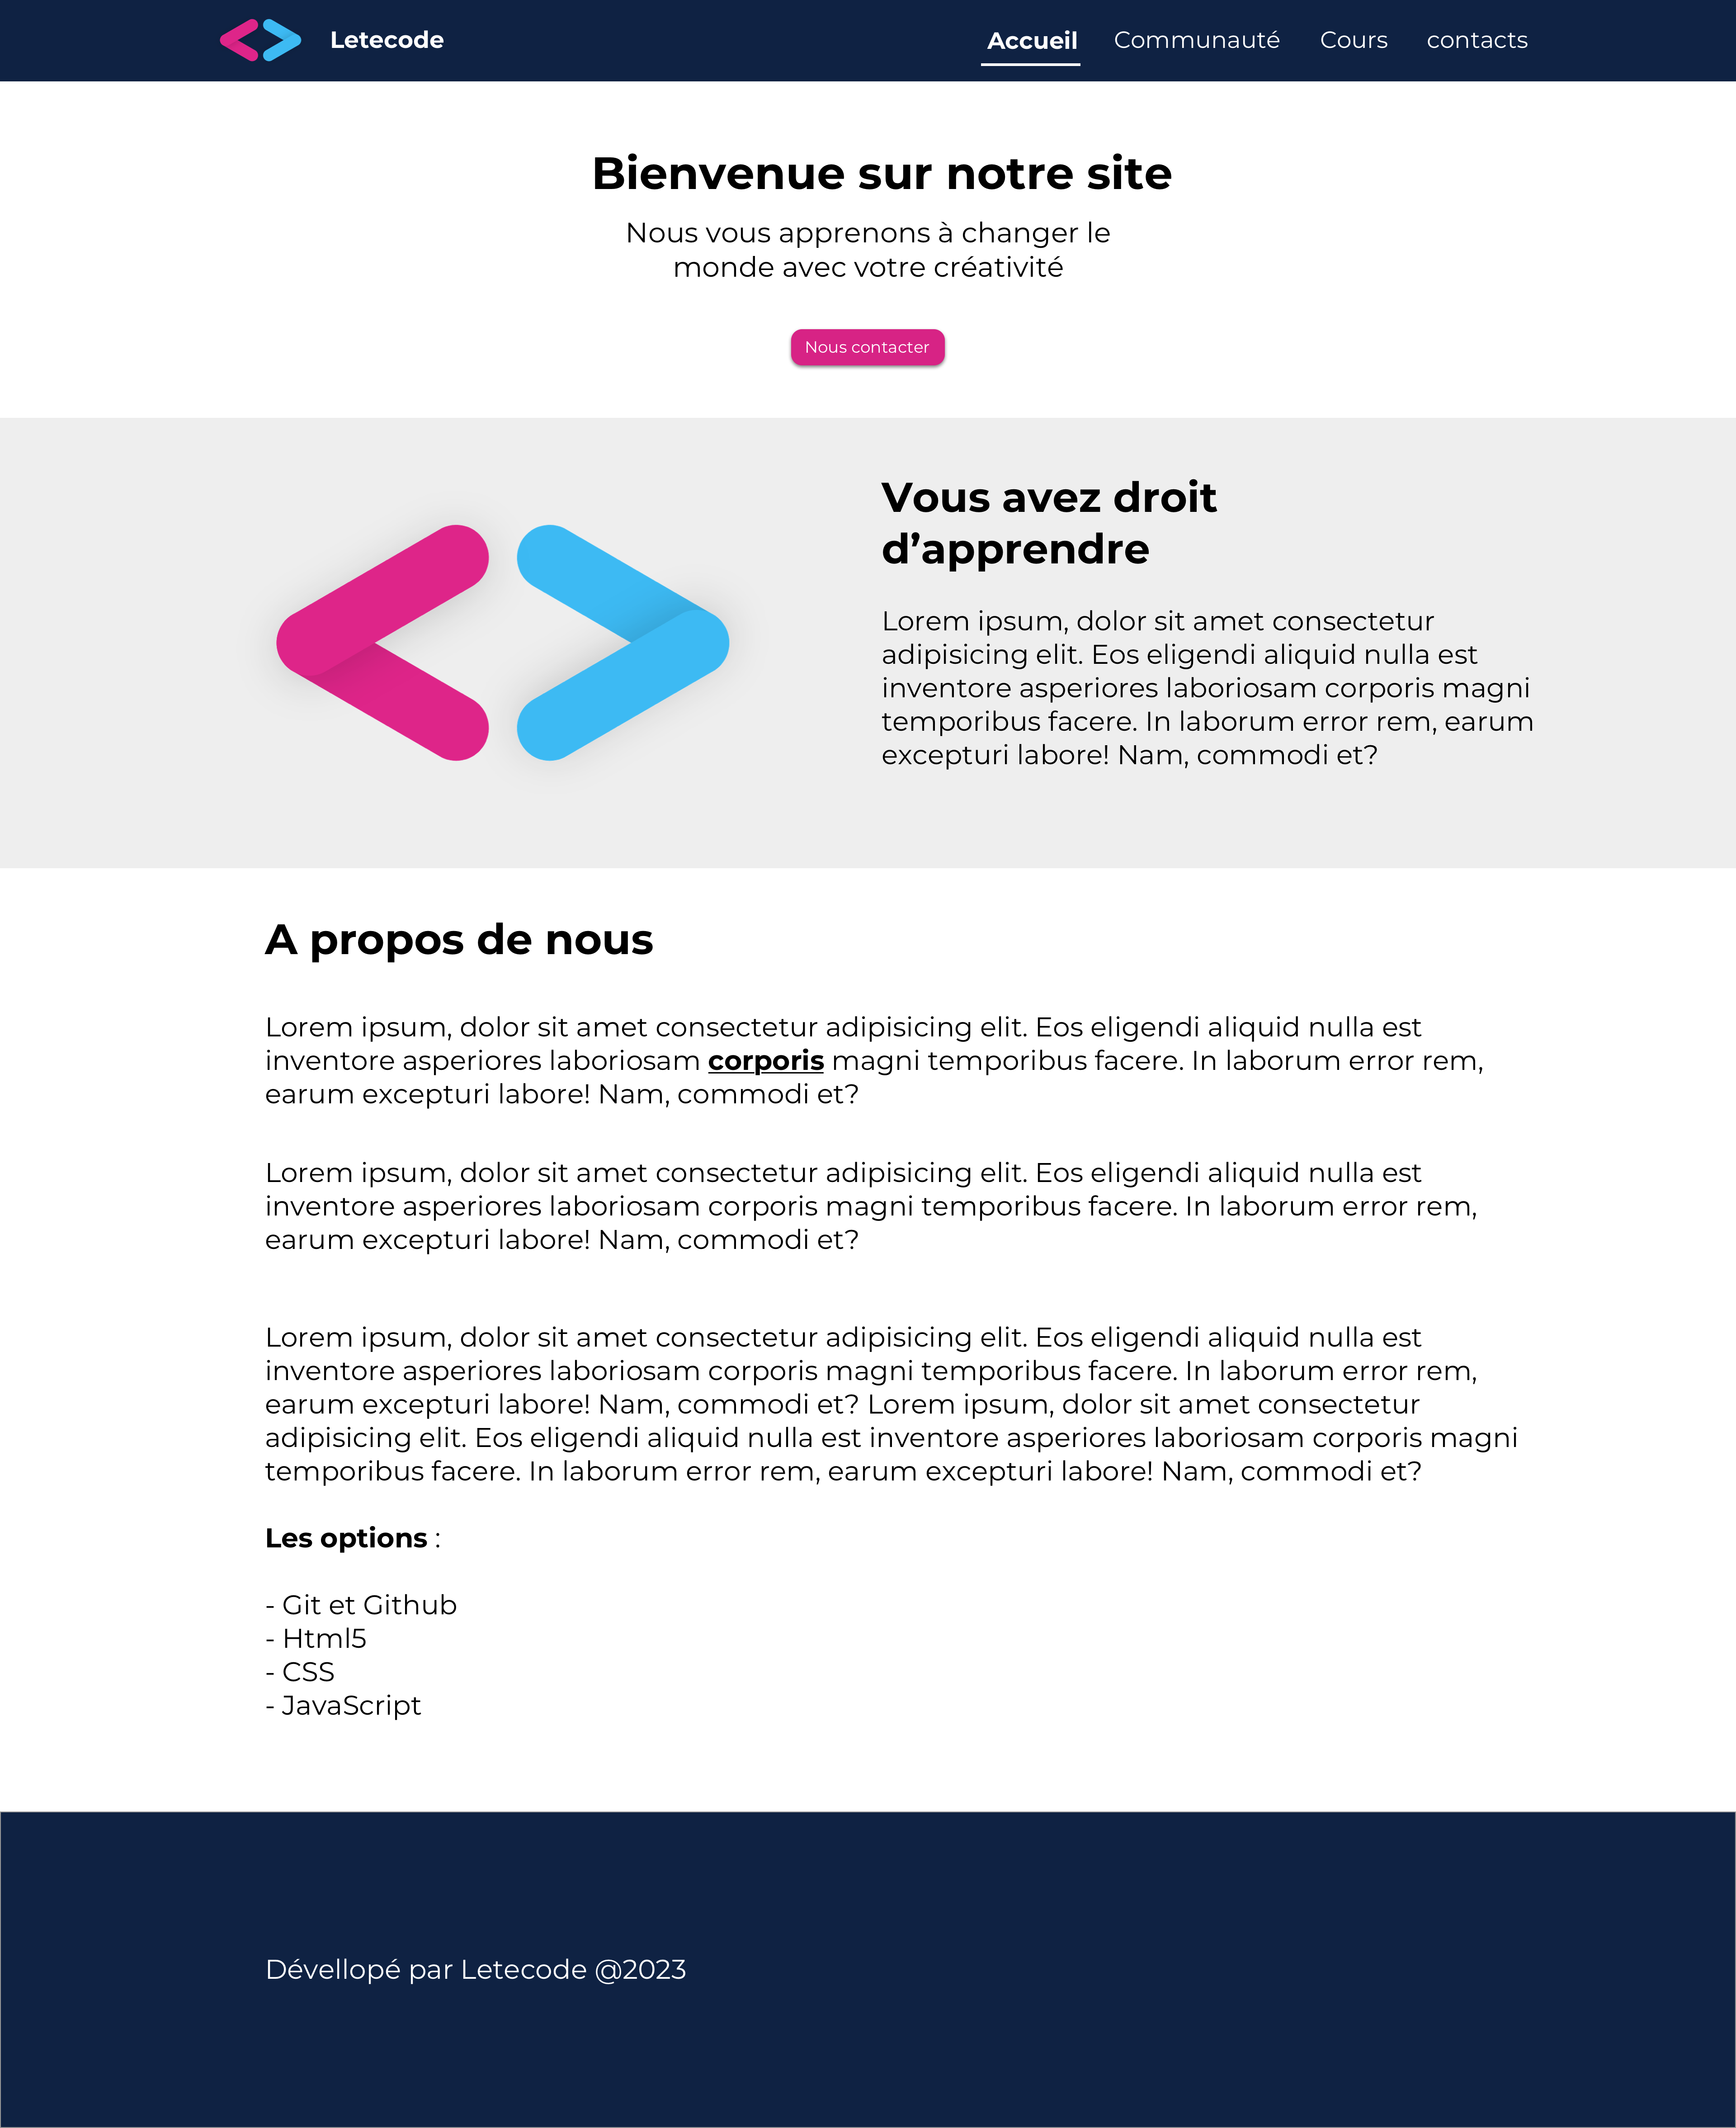 Letecode
Accueil Communauté Cours contacts
Bienvenue sur notre site
Nous vous apprenons à changer le
monde avec votre créativité
Nous contacter
Vous avez droit
d’apprendre
Lorem ipsum, dolor sit amet consectetur
adipisicing elit. Eos eligendi aliquid nulla est
inventore asperiores laboriosam corporis magni
temporibus facere. In laborum error rem, earum
excepturi labore! Nam, commodi et?
A propos de nous
Lorem ipsum, dolor sit amet consectetur adipisicing elit. Eos eligendi aliquid nulla est
inventore asperiores laboriosam corporis magni temporibus facere. In laborum error rem,
earum excepturi labore! Nam, commodi et?
Lorem ipsum, dolor sit amet consectetur adipisicing elit. Eos eligendi aliquid nulla est
inventore asperiores laboriosam corporis magni temporibus facere. In laborum error rem,
earum excepturi labore! Nam, commodi et?
Lorem ipsum, dolor sit amet consectetur adipisicing elit. Eos eligendi aliquid nulla est
inventore asperiores laboriosam corporis magni temporibus facere. In laborum error rem,
earum excepturi labore! Nam, commodi et? Lorem ipsum, dolor sit amet consectetur
adipisicing elit. Eos eligendi aliquid nulla est inventore asperiores laboriosam corporis magni
temporibus facere. In laborum error rem, earum excepturi labore! Nam, commodi et?
Les options :
- Git et Github
- Html5
- CSS
- JavaScript
Dévellopé par Letecode @2023